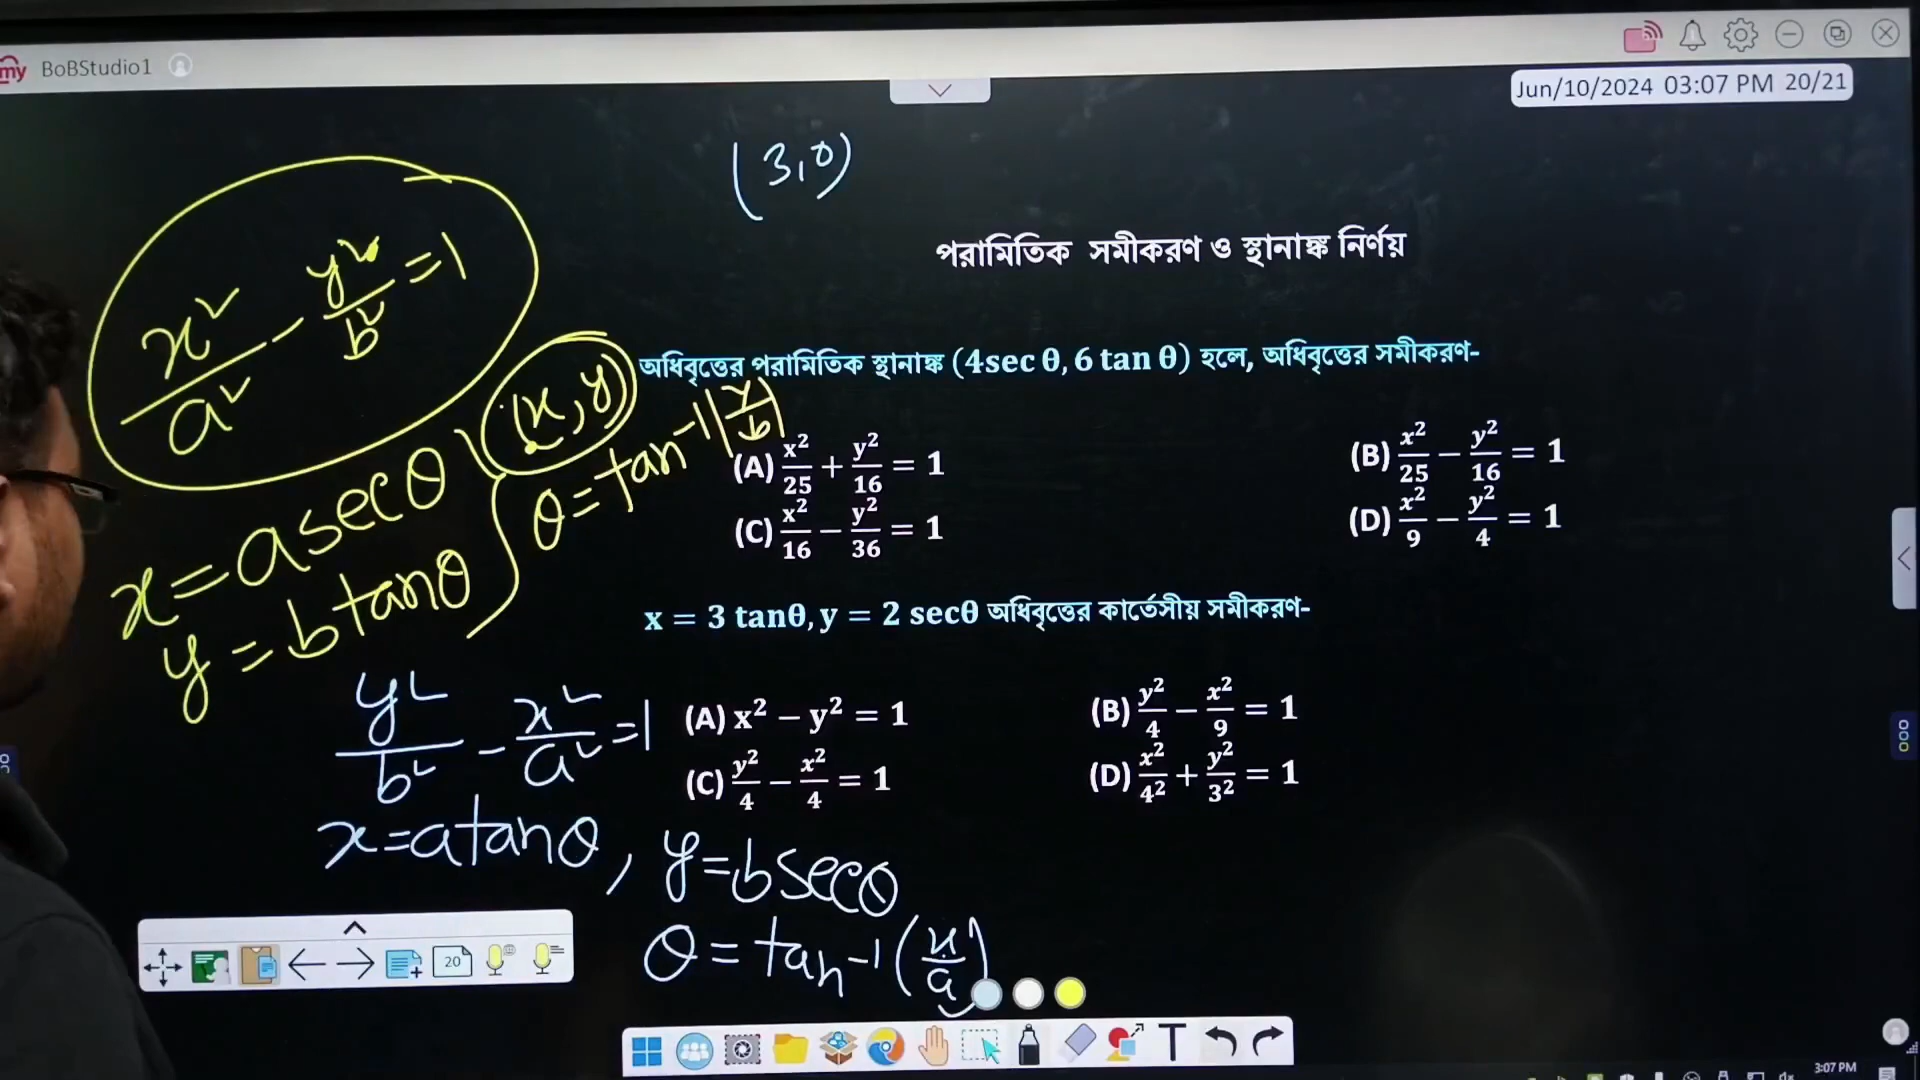 my BoBStudio1
Jun/10/2024 03:07 PM 20/21
(3,0)
পরামিতিক সমীকরণ ও স্থানাঙ্ক নির্ণয়
x²/a² - y²/b² = 1
(x, y)
x = a secθ
y = b tanθ
θ = tan⁻¹|y/b|
অধিবৃত্তের পরামিতিক স্থানাঙ্ক (4sec θ, 6 tan θ) হলে, অধিবৃত্তের সমীকরণ-
(A) x²/25 + y²/16 = 1
(B) x²/25 − y²/16 = 1
(C) x²/16 − y²/36 = 1
(D) x²/9 − y²/4 = 1
x = 3 tanθ, y = 2 secθ অধিবৃত্তের কার্তেসীয় সমীকরণ-
y²/b² - x²/a² = 1
(A) x² − y² = 1
(B) y²/4 − x²/9 = 1
(C) y²/4 − x²/4 = 1
(D) x²/4² + y²/3² = 1
x = a tanθ, y = b secθ
θ = tan⁻¹(x/a)
20
T
3:07 PM